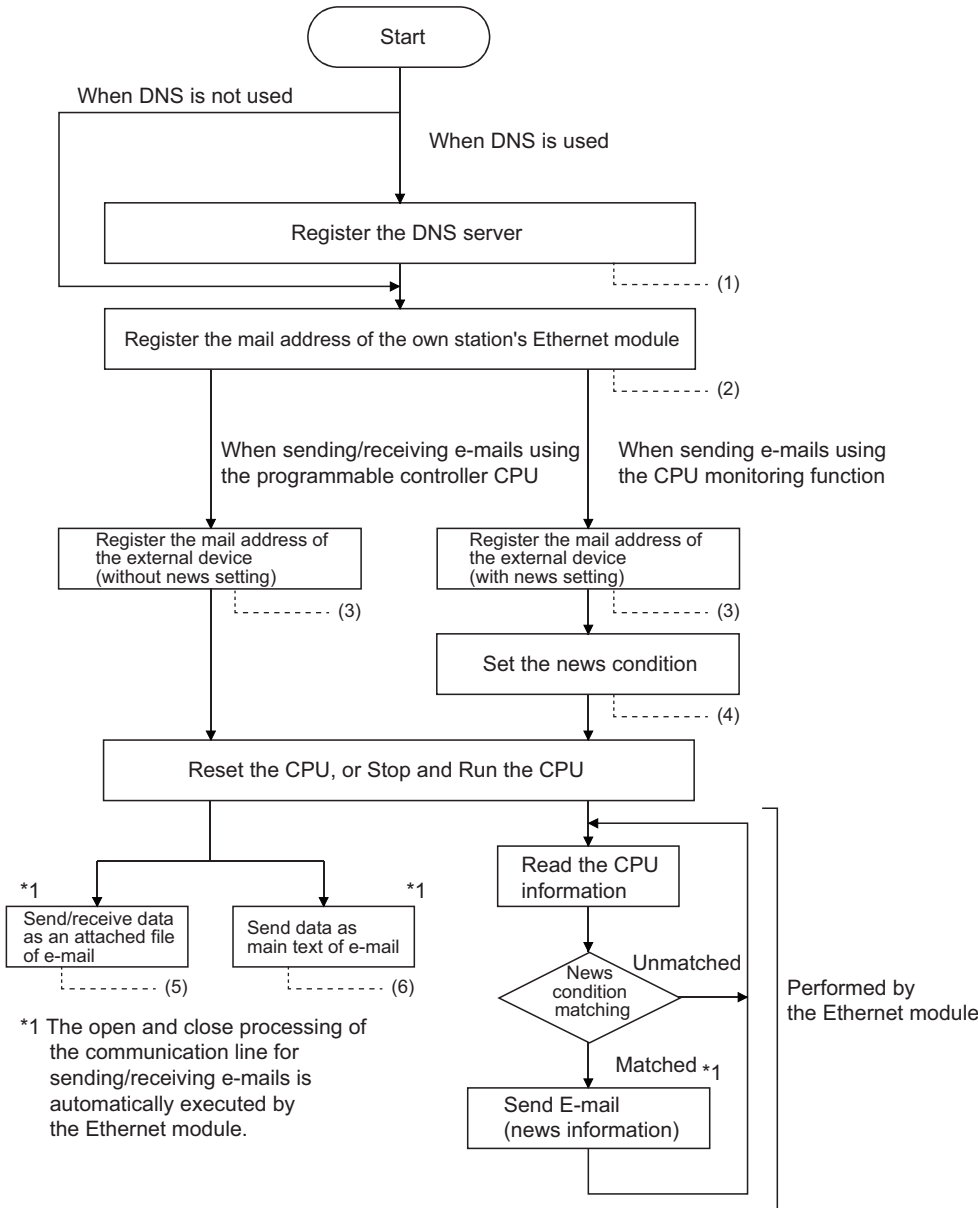 Start
When DNS is not used
When DNS is used
Register the DNS server
(1)
Register the mail address of the own station's Ethernet module
(2)
When sending/receiving e-mails using
the programmable controller CPU
When sending e-mails using
the CPU monitoring function
Register the mail address of
the external device
(without news setting)
(3)
Register the mail address of
the external device
(with news setting)
(3)
Set the news condition
(4)
Reset the CPU, or Stop and Run the CPU
*1
Send/receive data
as an attached file
of e-mail
(5)
*1
Send data as
main text of e-mail
(6)
Read the CPU
information
News
condition
matching
Unmatched
Matched *1
Send E-mail
(news information)
Performed by
the Ethernet module
*1 The open and close processing of
the communication line for
sending/receiving e-mails is
automatically executed by
the Ethernet module.